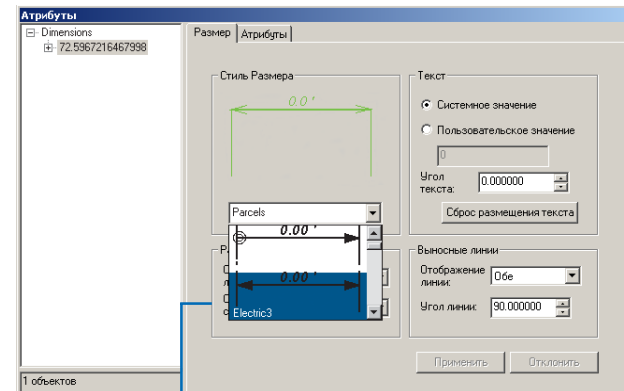 Атрибуты
Dimensions
72.5967216467998
Размер
Атрибуты
Стиль Размера
0.0 '
Parcels
0.00 '
0.00 '
Electric3
Текст
Системное значение
Пользовательское значение
0
Угол
текста:
0.000000
Сброс размещения текста
Выносные линии
Отображение
линии:
Обе
Угол линии:
90.000000
Применить
Отклонить
1 объектов